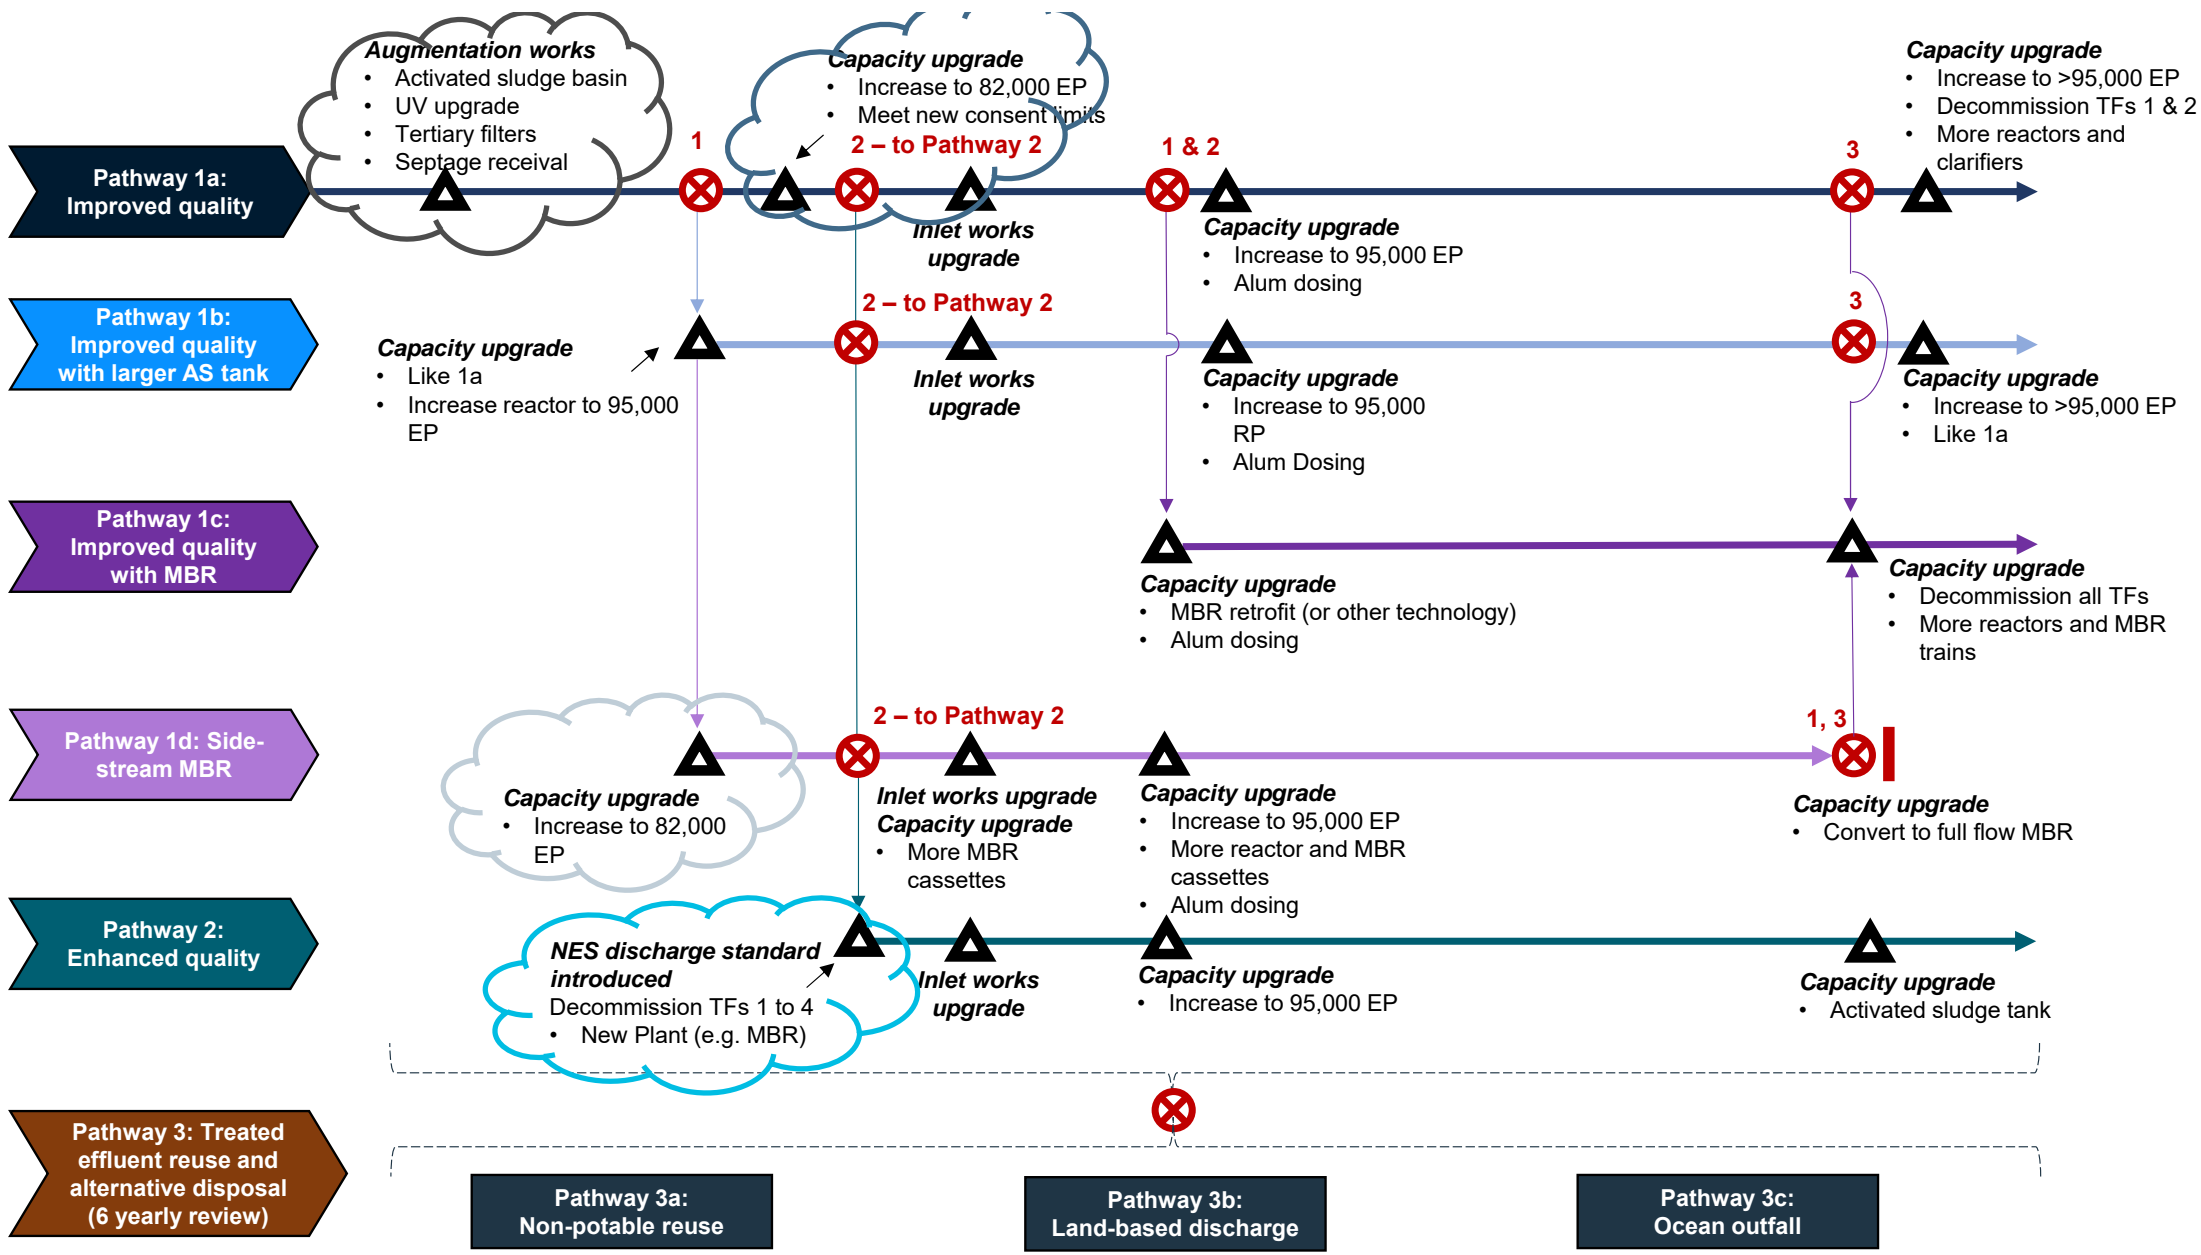 Augmentation works
• Activated sludge basin
• UV upgrade
• Tertiary filters
• Septage receival
Capacity upgrade
• Increase to 82,000 EP
• Meet new consent limits
Capacity upgrade
• Increase to >95,000 EP
• Decommission TFs 1 & 2
• More reactors and
clarifiers
1
2 – to Pathway 2
1 & 2
3
Pathway 1a:
Improved quality
Inlet works
upgrade
Capacity upgrade
• Increase to 95,000 EP
• Alum dosing
Pathway 1b:
Improved quality
with larger AS tank
2 – to Pathway 2
3
Capacity upgrade
• Like 1a
• Increase reactor to 95,000
EP
Inlet works
upgrade
Capacity upgrade
• Increase to 95,000
RP
• Alum Dosing
Capacity upgrade
• Increase to >95,000 EP
• Like 1a
Pathway 1c:
Improved quality
with MBR
Capacity upgrade
• MBR retrofit (or other technology)
• Alum dosing
Capacity upgrade
• Decommission all TFs
• More reactors and MBR
trains
Pathway 1d: Side-
stream MBR
2 – to Pathway 2
1, 3
Capacity upgrade
• Increase to 82,000
EP
Inlet works upgrade
Capacity upgrade
• More MBR
cassettes
Capacity upgrade
• Increase to 95,000 EP
• More reactor and MBR
cassettes
• Alum dosing
Capacity upgrade
• Convert to full flow MBR
Pathway 2:
Enhanced quality
NES discharge standard
introduced
Decommission TFs 1 to 4
• New Plant (e.g. MBR)
Inlet works
upgrade
Capacity upgrade
• Increase to 95,000 EP
Capacity upgrade
• Activated sludge tank
Pathway 3: Treated
effluent reuse and
alternative disposal
(6 yearly review)
Pathway 3a:
Non-potable reuse
Pathway 3b:
Land-based discharge
Pathway 3c:
Ocean outfall